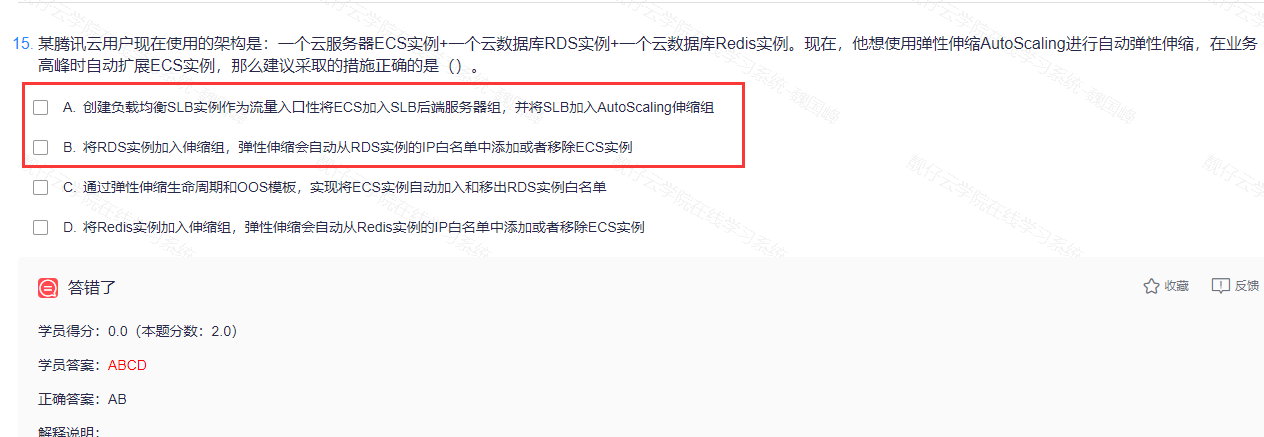 15. 某腾讯云用户现在使用的架构是：一个云服务器ECS实例+一个云数据库RDS实例+一个云数据库Redis实例。现在，他想使用弹性伸缩AutoScaling进行自动弹性伸缩，在业务
高峰时自动扩展ECS实例，那么建议采取的措施正确的是（）。
A. 创建负载均衡SLB实例作为流量入口性将ECS加入SLB后端服务器组，并将SLB加入AutoScaling伸缩组
B. 将RDS实例加入伸缩组，弹性伸缩会自动从RDS实例的IP白名单中添加或者移除ECS实例
C. 通过弹性伸缩生命周期和OOS模板，实现将ECS实例自动加入和移出RDS实例白名单
D. 将Redis实例加入伸缩组，弹性伸缩会自动从Redis实例的IP白名单中添加或者移除ECS实例
答错了
收藏
反馈
学员得分：0.0（本题分数：2.0）
学员答案：ABCD
正确答案：AB
解释说明：